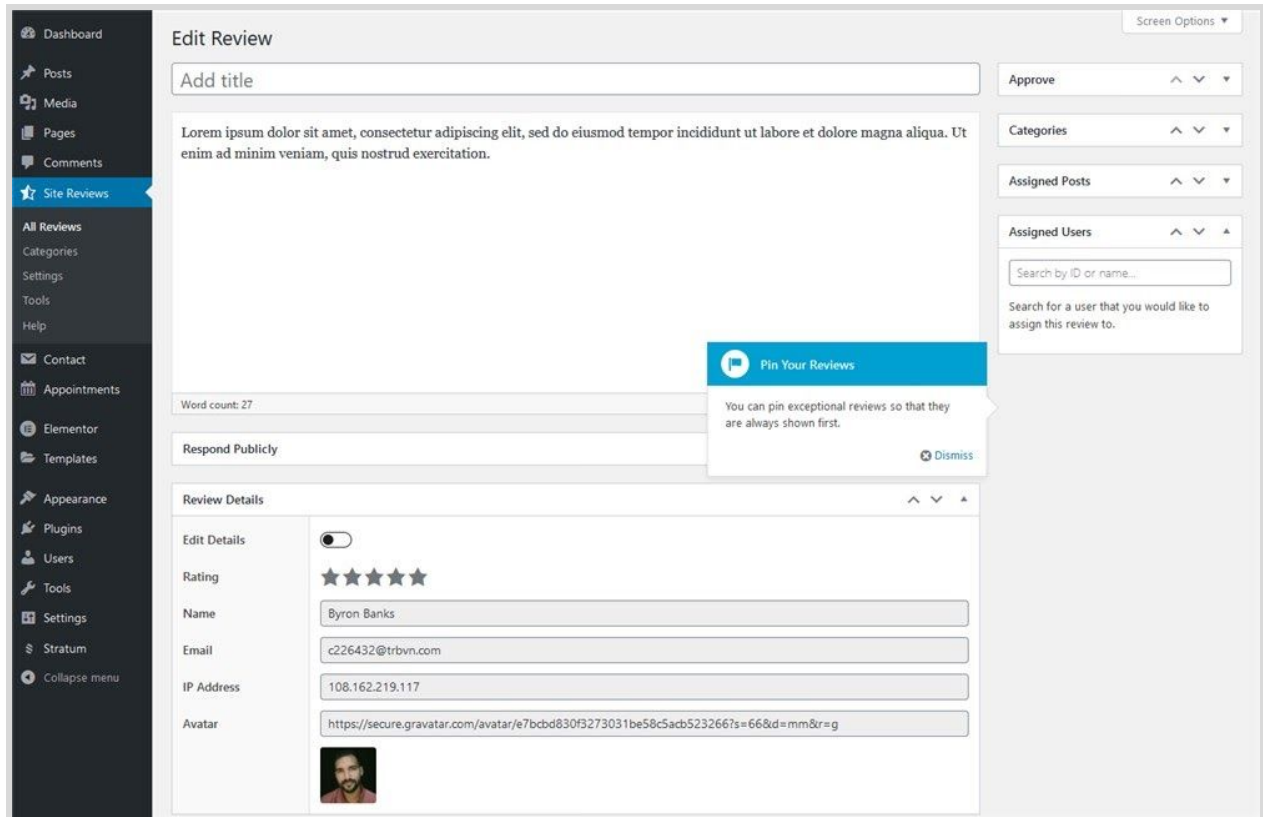 Screen Options
Dashboard
Posts
Media
Pages
Comments
Site Reviews
All Reviews
Categories
Settings
Tools
Help
Contact
Appointments
Elementor
Templates
Appearance
Plugins
Users
Tools
Settings
Stratum
Collapse menu
Edit Review
Add title
Lorem ipsum dolor sit amet, consectetur adipiscing elit, sed do eiusmod tempor incididunt ut labore et dolore magna aliqua. Ut
enim ad minim veniam, quis nostrud exercitation.
Word count: 27
Respond Publicly
Pin Your Reviews
You can pin exceptional reviews so that they
are always shown first.
Dismiss
Review Details
Edit Details
Rating
Name
Byron Banks
Email
c226432@trbvn.com
IP Address
108.162.219.117
Avatar
https://secure.gravatar.com/avatar/e7bcbd830f3273031be58c5acb523266?s=66&d=mm&r=g
Approve
Categories
Assigned Posts
Assigned Users
Search by ID or name...
Search for a user that you would like to
assign this review to.